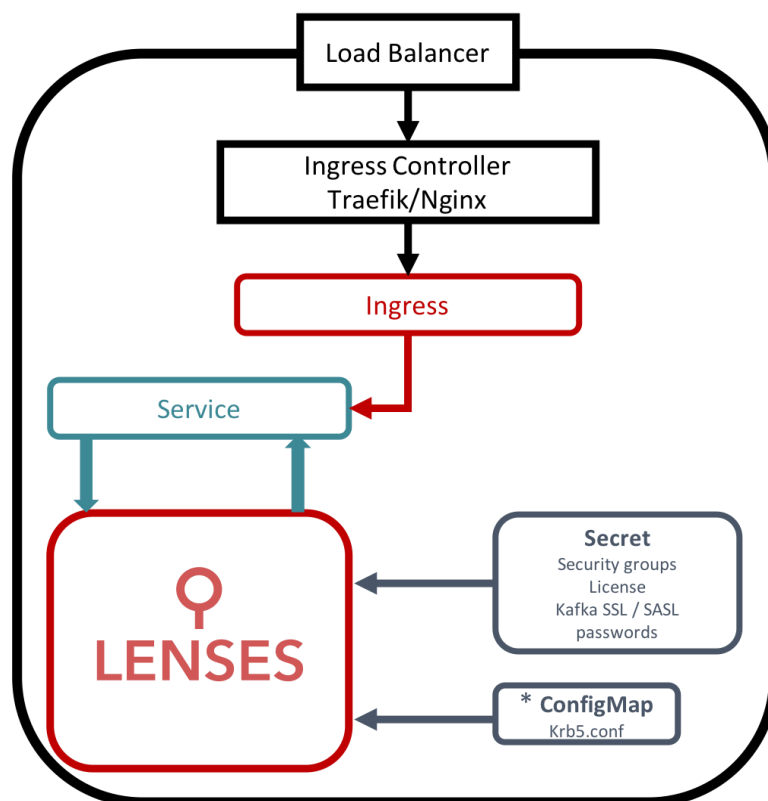 Load Balancer
Ingress Controller
Traefik/Nginx
Ingress
Service
LENSES
Secret
Security groups
License
Kafka SSL / SASL
passwords
* ConfigMap
Krb5.conf